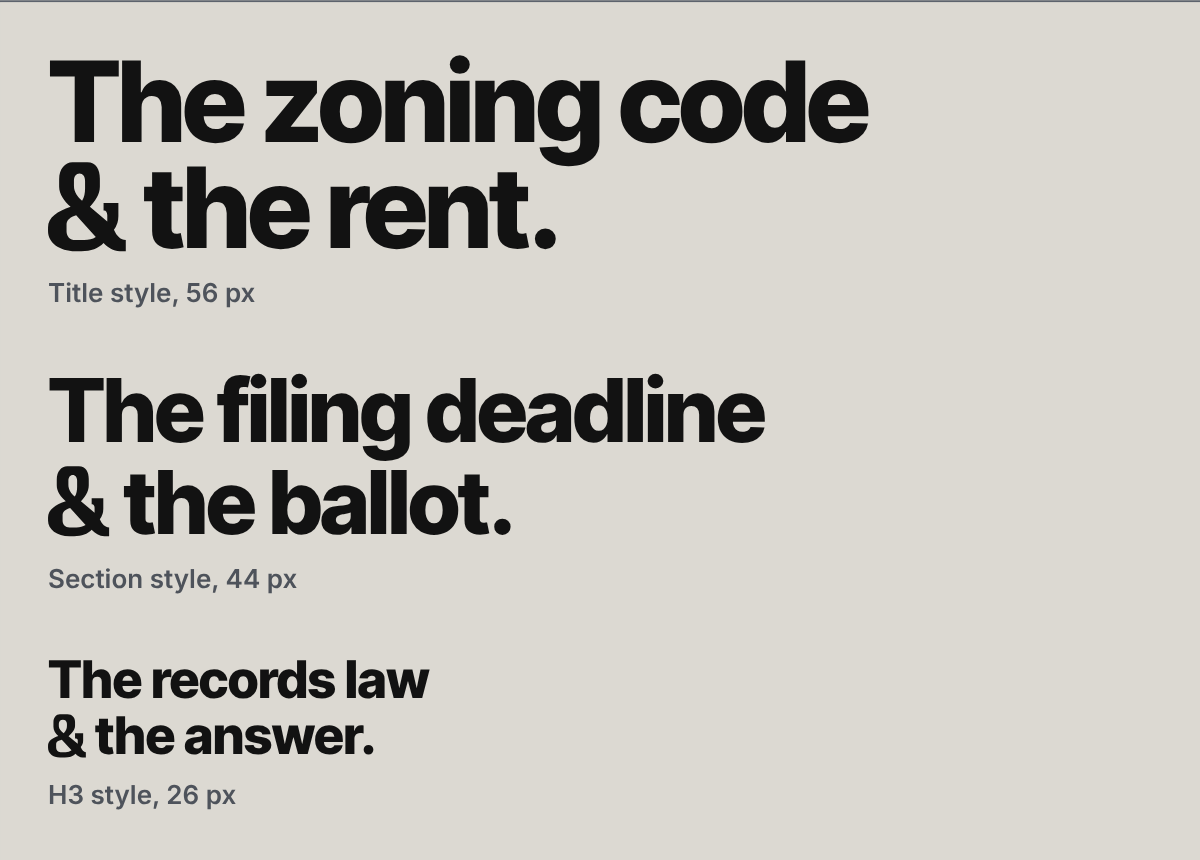 The zoning code
& the rent.
Title style, 56 px
The filing deadline
& the ballot.
Section style, 44 px
The records law
& the answer.
H3 style, 26 px